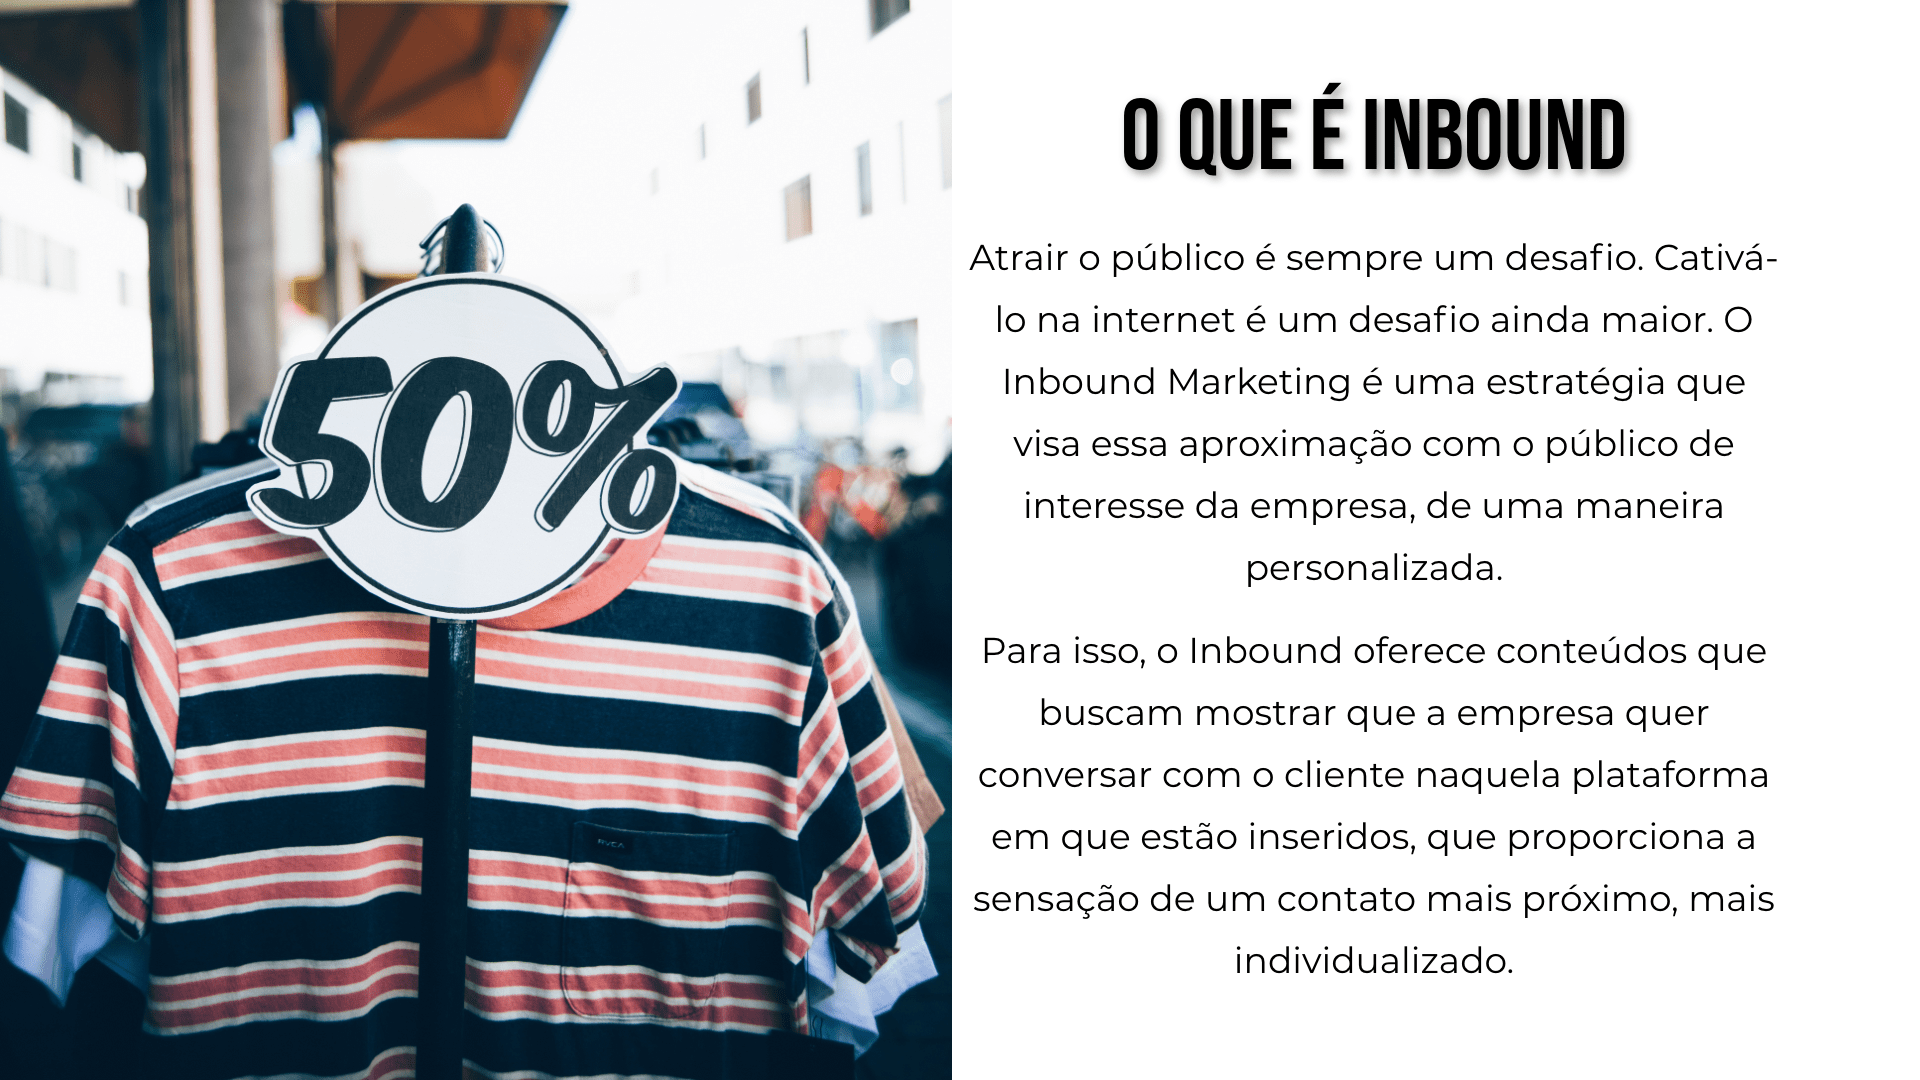 50%
RVCA
O QUE É INBOUND
Atrair o público é sempre um desafio. Cativá-
lo na internet é um desafio ainda maior. O
Inbound Marketing é uma estratégia que
visa essa aproximação com o público de
interesse da empresa, de uma maneira
personalizada.
Para isso, o Inbound oferece conteúdos que
buscam mostrar que a empresa quer
conversar com o cliente naquela plataforma
em que estão inseridos, que proporciona a
sensação de um contato mais próximo, mais
individualizado.